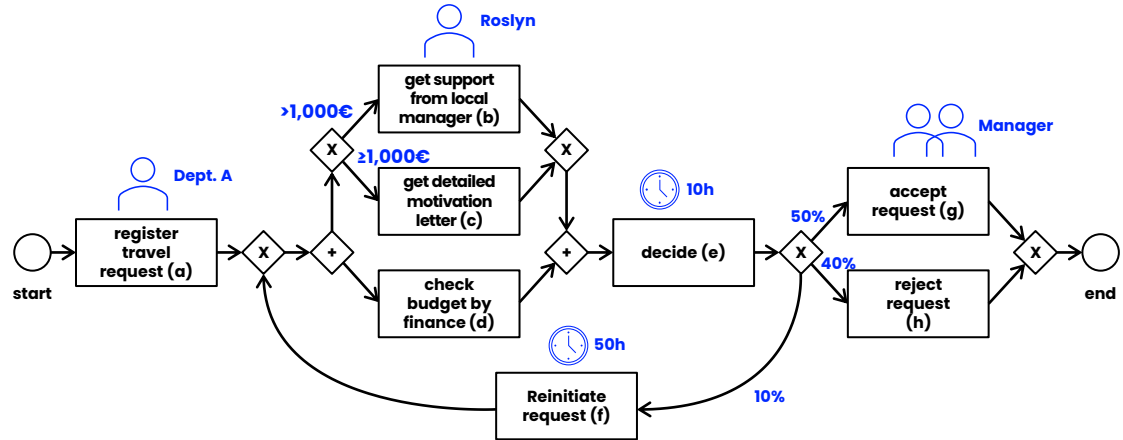 Roslyn
get support
from local
manager (b)
>1,000€
X
X
≥1,000€
Manager
Dept. A
get detailed
motivation
letter (c)
10h
accept
request (g)
50%
register
travel
request (a)
X
+
+
decide (e)
X
40%
X
start
check
budget by
finance (d)
reject
request
(h)
end
50h
Reinitiate
request (f)
10%